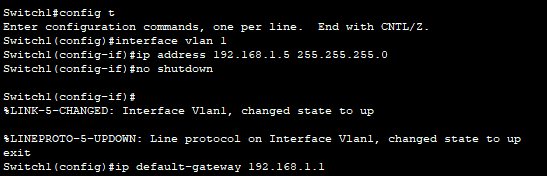 Switch1#config t
Enter configuration commands, one per line.  End with CNTL/Z.
Switch1(config)#interface vlan 1
Switch1(config-if)#ip address 192.168.1.5 255.255.255.0
Switch1(config-if)#no shutdown
Switch1(config-if)#
%LINK-5-CHANGED: Interface Vlan1, changed state to up
%LINEPROTO-5-UPDOWN: Line protocol on Interface Vlan1, changed state to up
exit
Switch1(config)#ip default-gateway 192.168.1.1